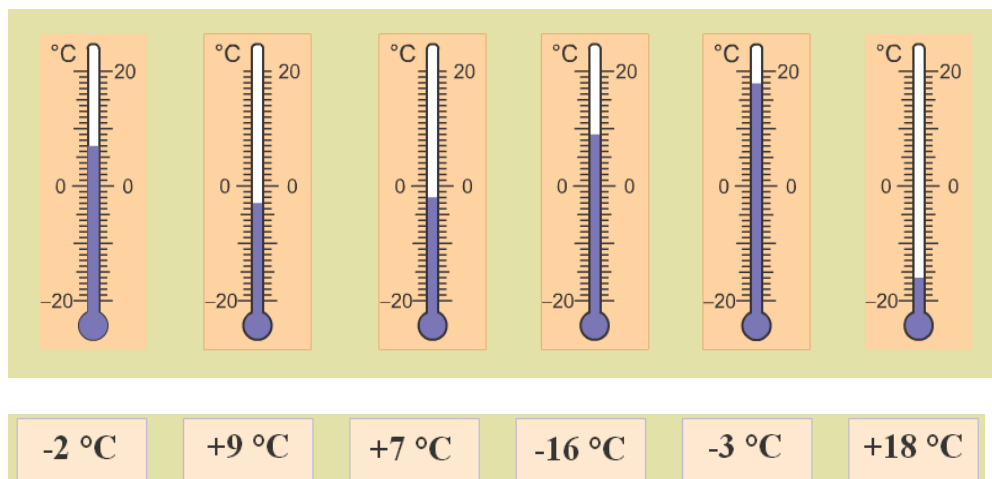 °C °C °C °C °C °C
20 20 20 20 20 20
0 0 0 0 0 0 0 0 0 0 0 0
–20 –20 –20 –20 –20 –20
-2 °C +9 °C +7 °C -16 °C -3 °C +18 °C